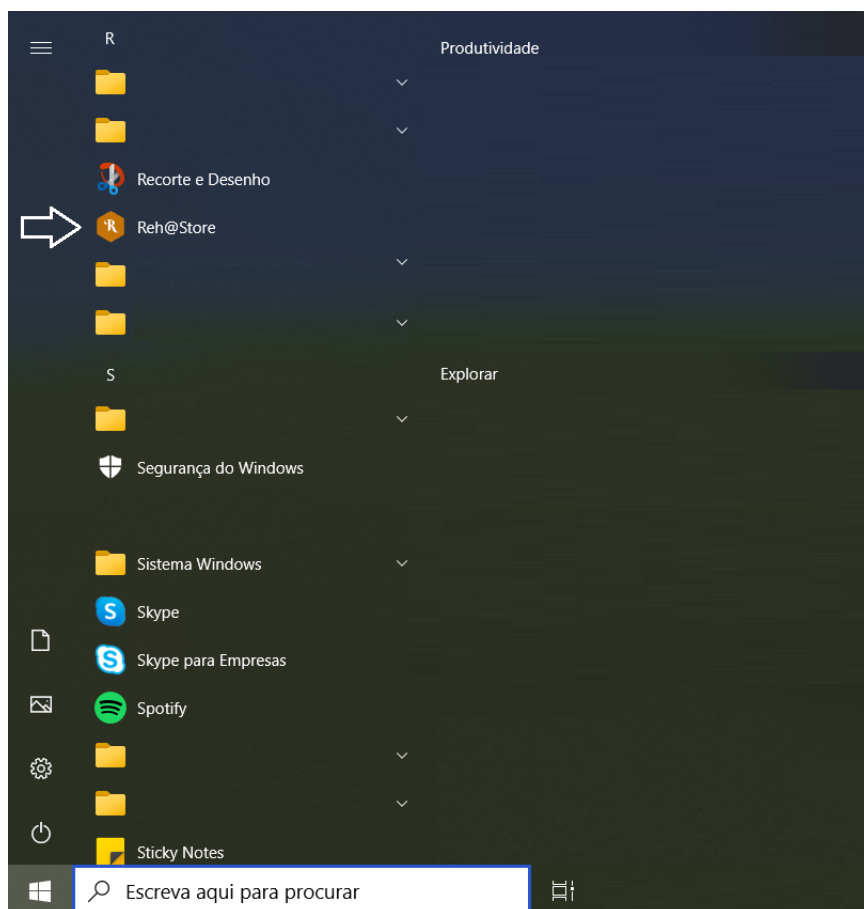 R
Produtividade
Recorte e Desenho
Reh@Store
S
Explorar
Segurança do Windows
Sistema Windows
Skype
Skype para Empresas
Spotify
Sticky Notes
Escreva aqui para procurar